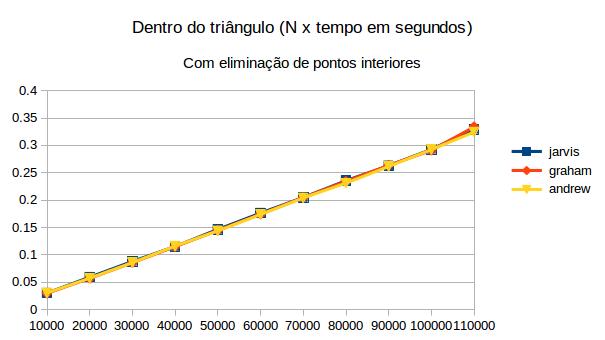 Dentro do triângulo (N x tempo em segundos)
Com eliminação de pontos interiores
0.4
0.35
0.3
0.25
0.2
0.15
0.1
0.05
0
10000 20000 30000 40000 50000 60000 70000 80000 90000 100000 110000
jarvis
graham
andrew